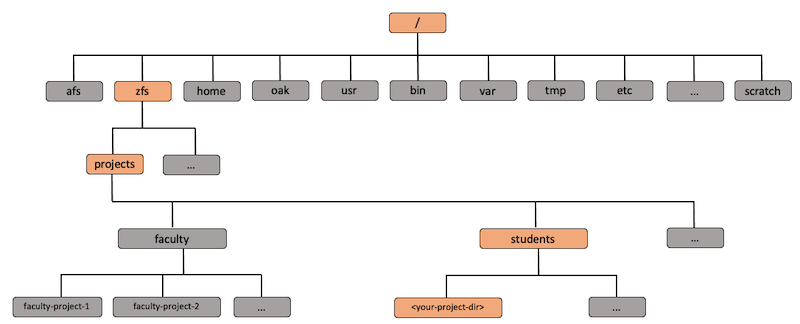 /
afs
zfs
home
oak
usr
bin
var
tmp
etc
...
scratch
projects
...
faculty
students
...
faculty-project-1
faculty-project-2
...
<your-project-dir>
...